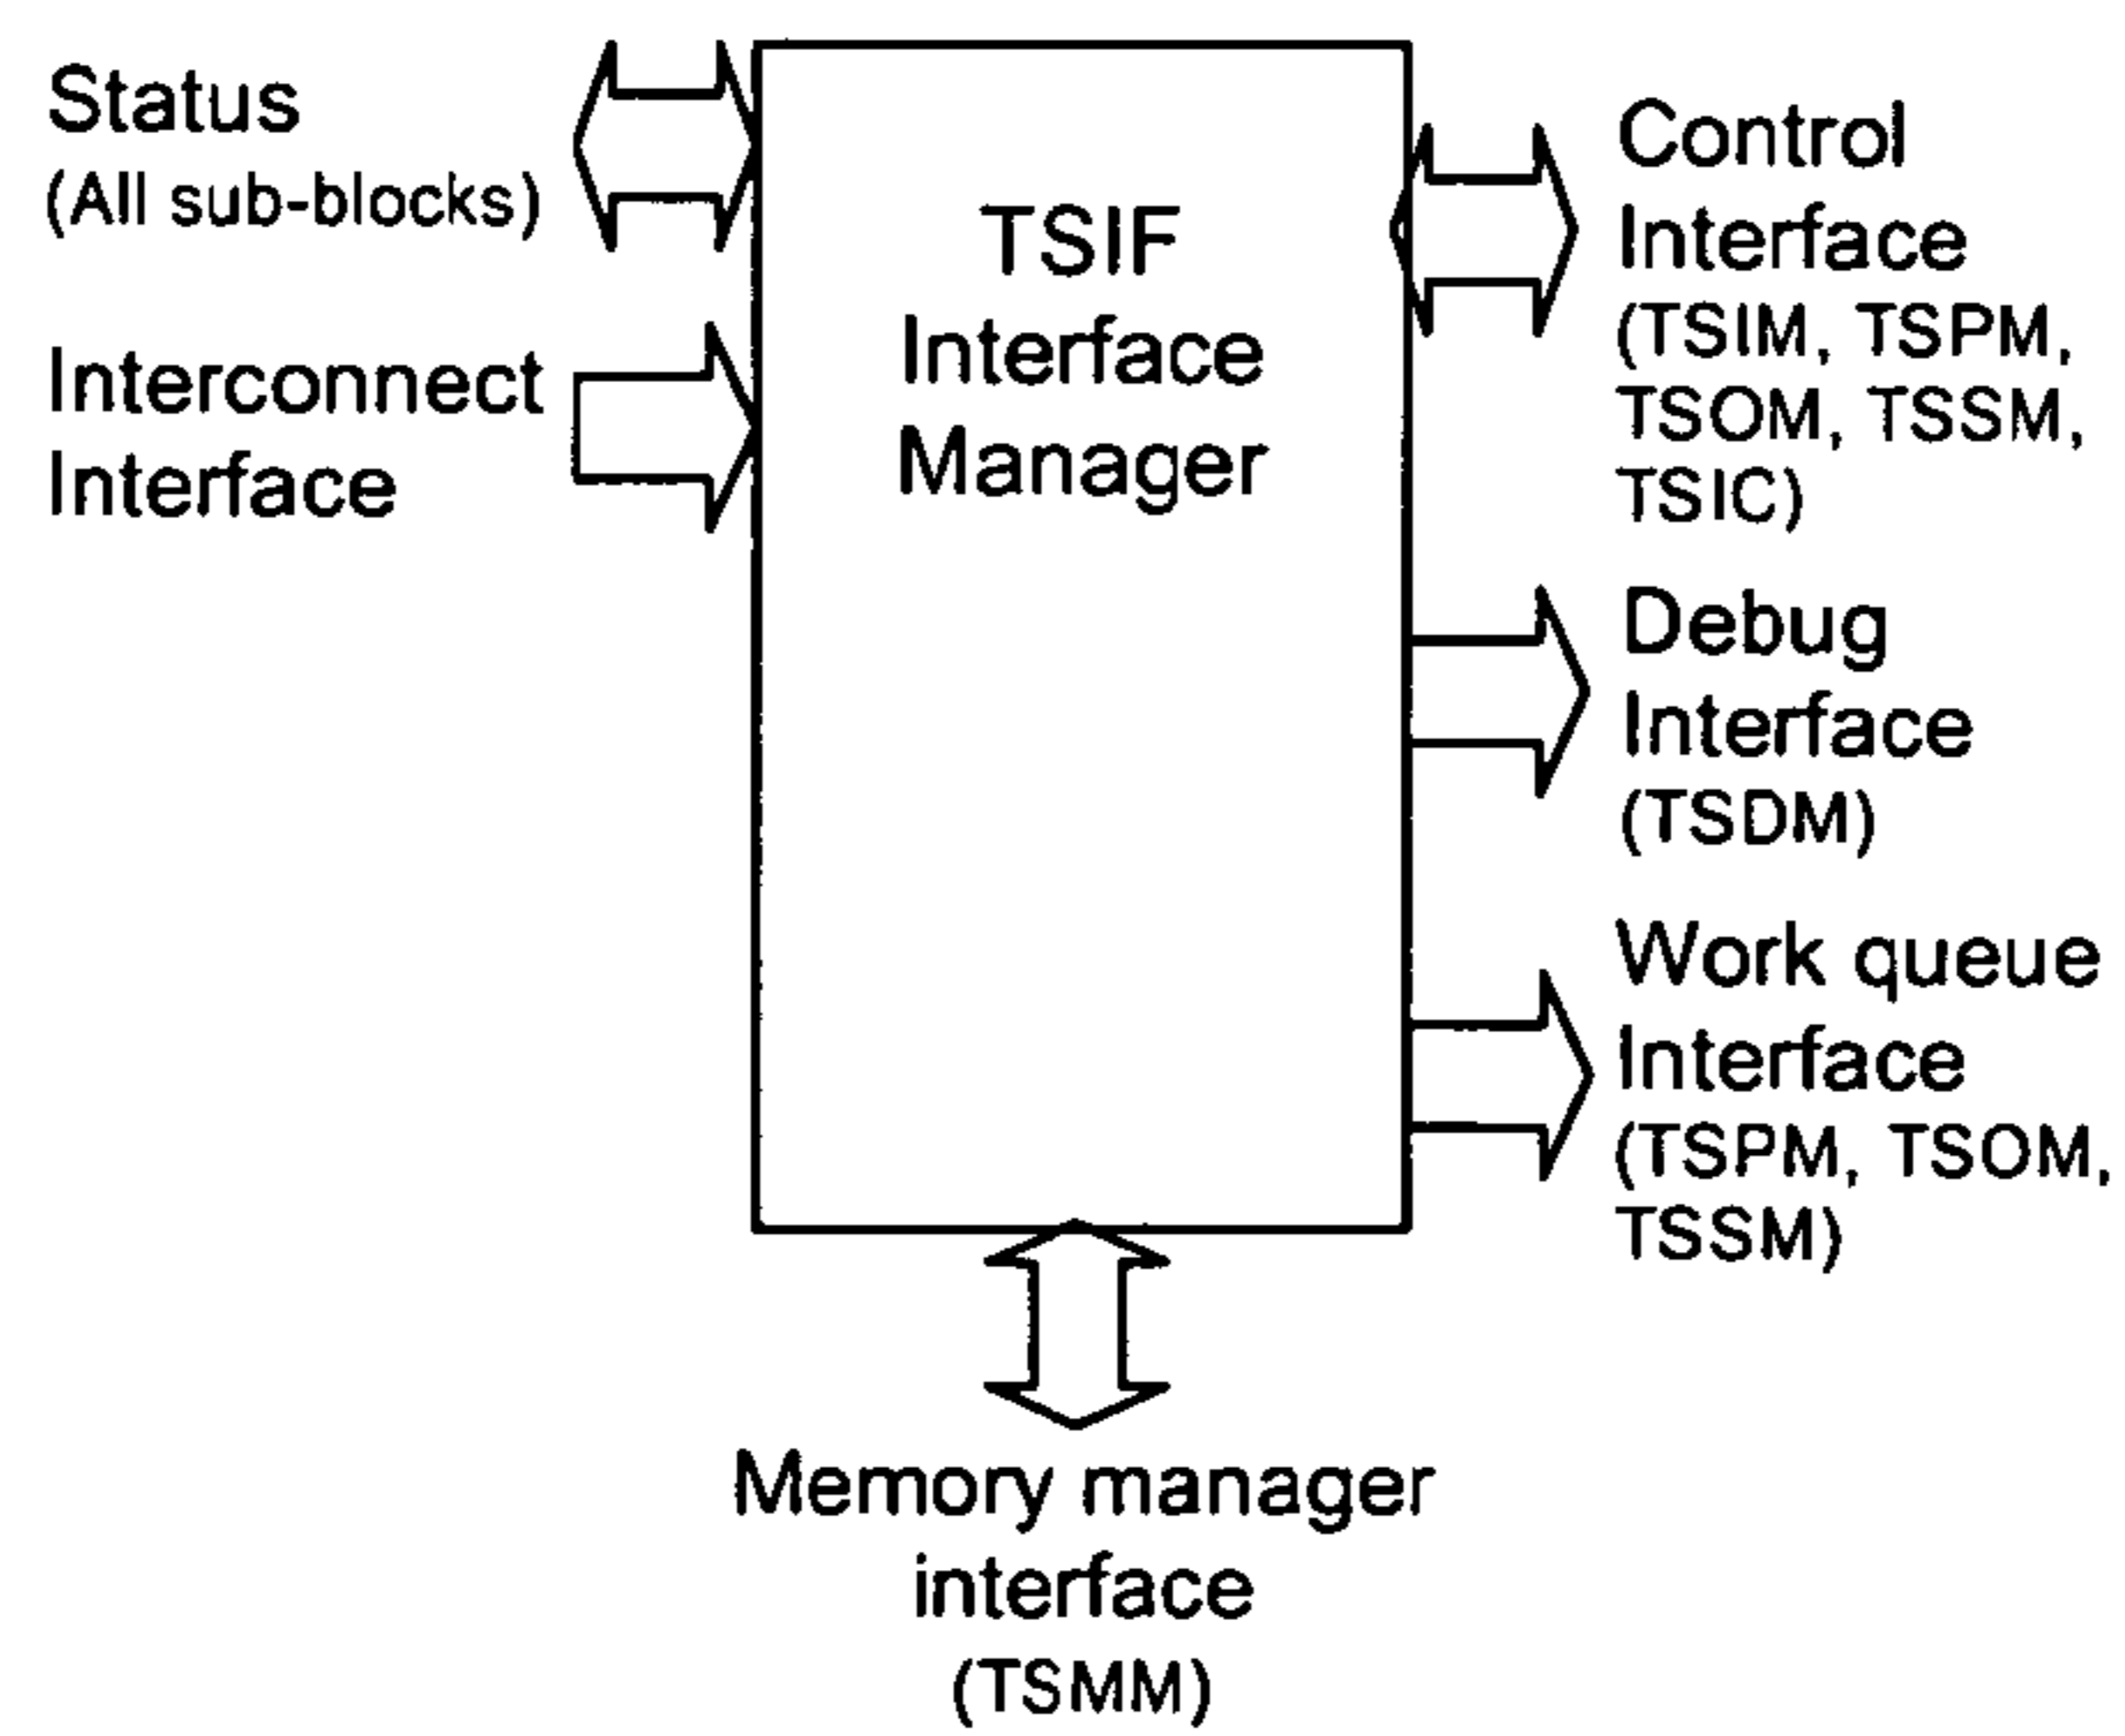 Status
(All sub-blocks)
Interconnect
Interface
TSIF
Interface
Manager
Control
Interface
(TSIM, TSPM,
TSOM, TSSM,
TSIC)
Debug
Interface
(TSDM)
Work queue
Interface
(TSPM, TSOM,
TSSM)
Memory manager
interface
(TSMM)